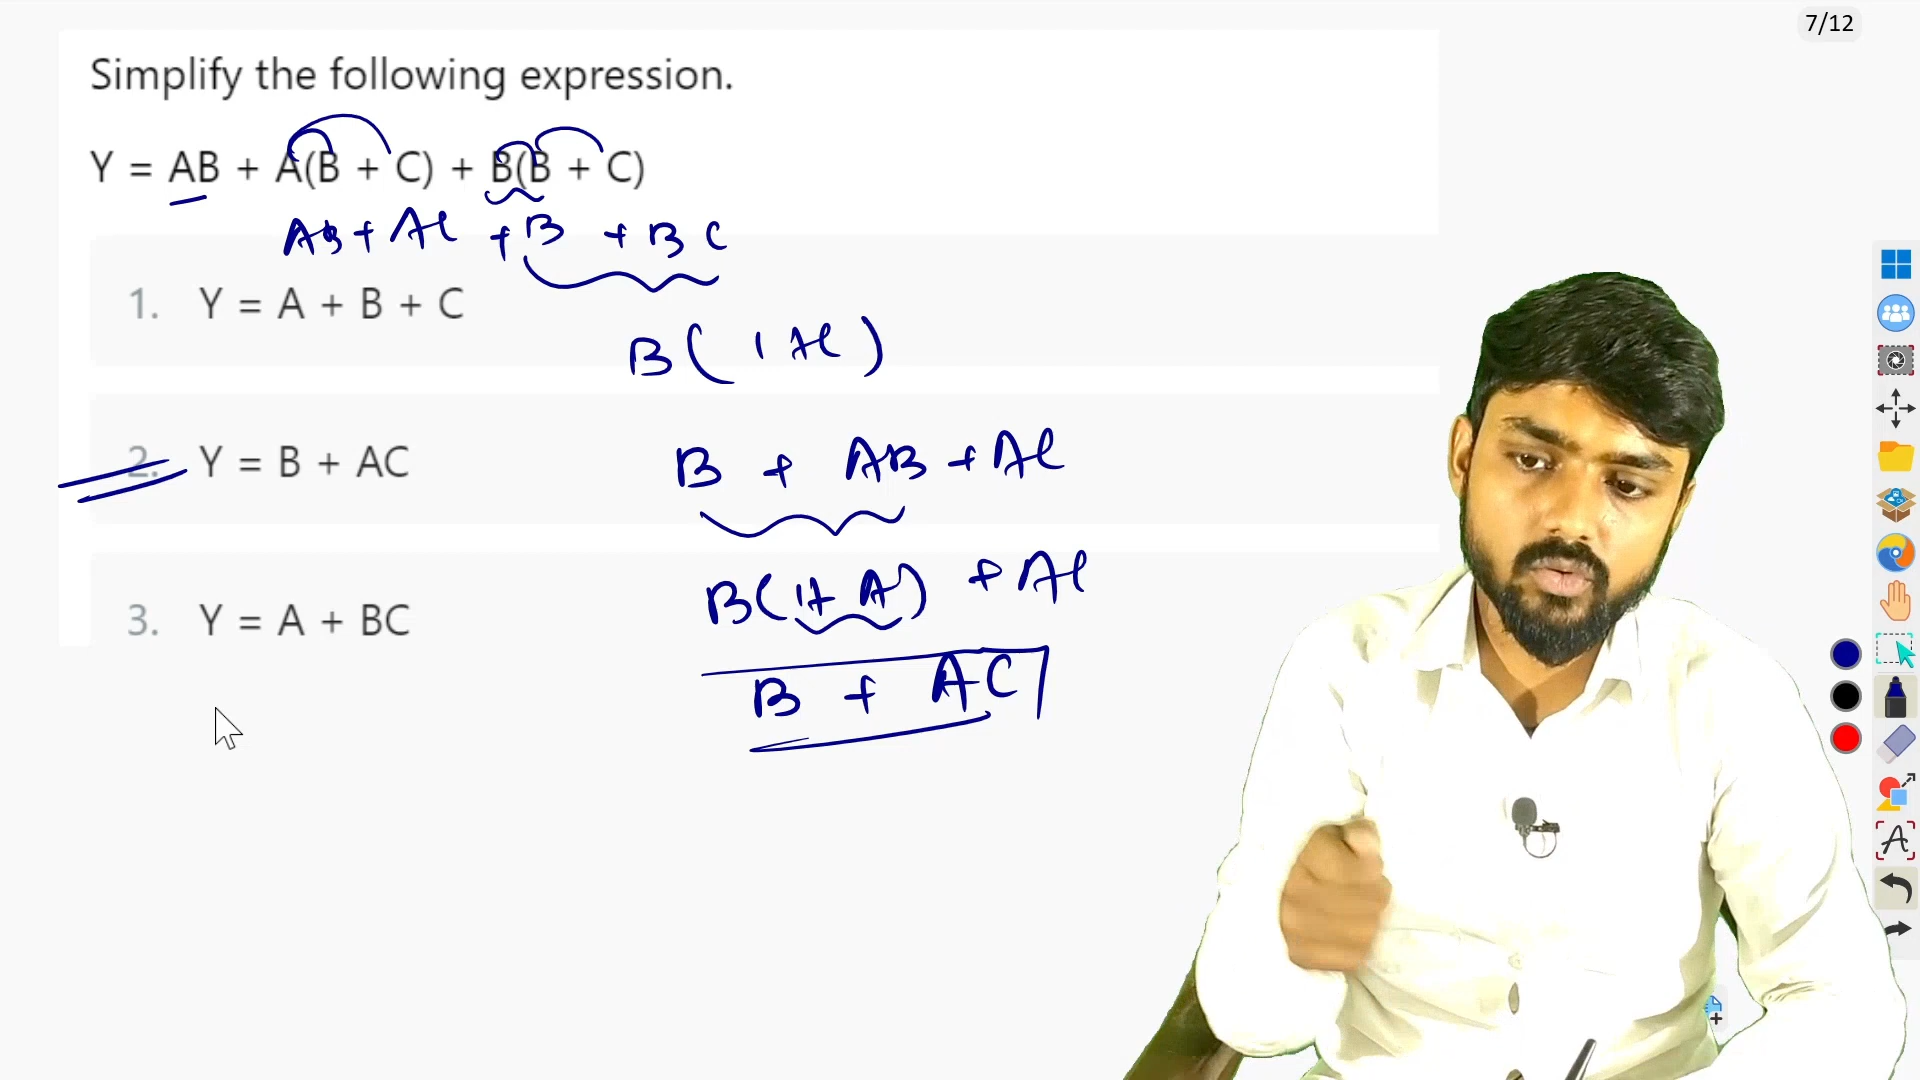 7/12
Simplify the following expression.
Y = AB + A(B + C) + B(B + C)
AB + AC + B + BC
1. Y = A + B + C
B ( 1+C )
2. Y = B + AC
B + AB + AC
B(1+ A) + AC
3. Y = A + BC
B + AC